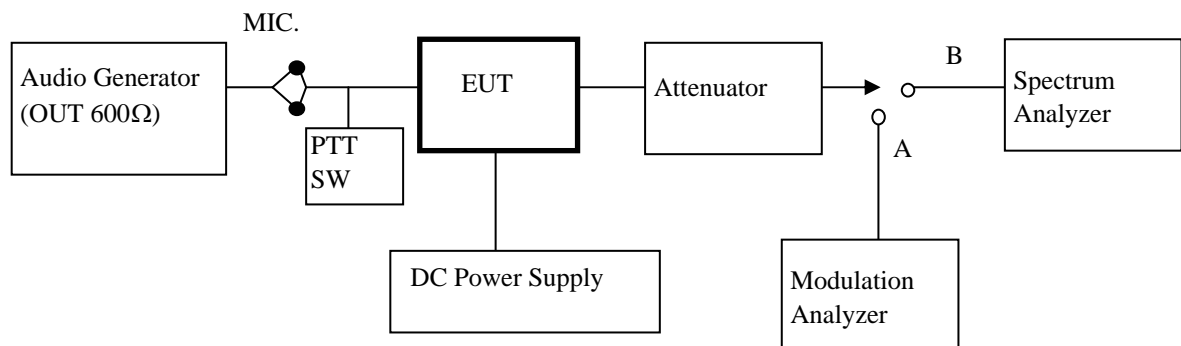 MIC.
Audio Generator
(OUT 600Ω)
PTT
SW
EUT
Attenuator
B
A
Spectrum
Analyzer
DC Power Supply
Modulation
Analyzer